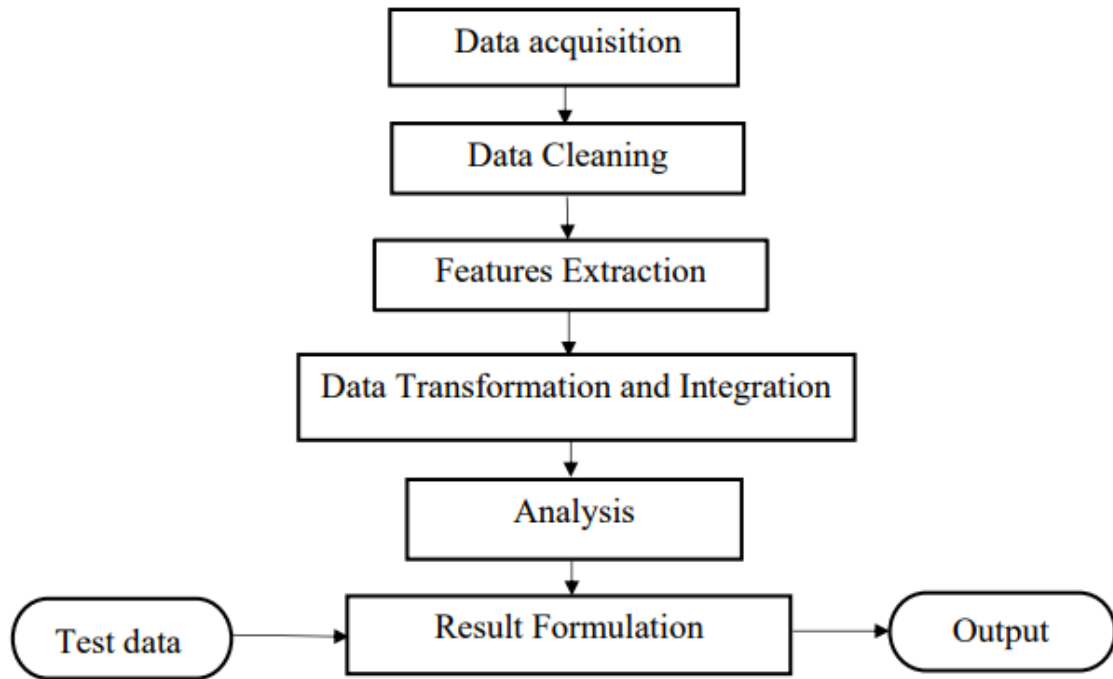 Data acquisition
Data Cleaning
Features Extraction
Data Transformation and Integration
Analysis
Test data
Result Formulation
Output